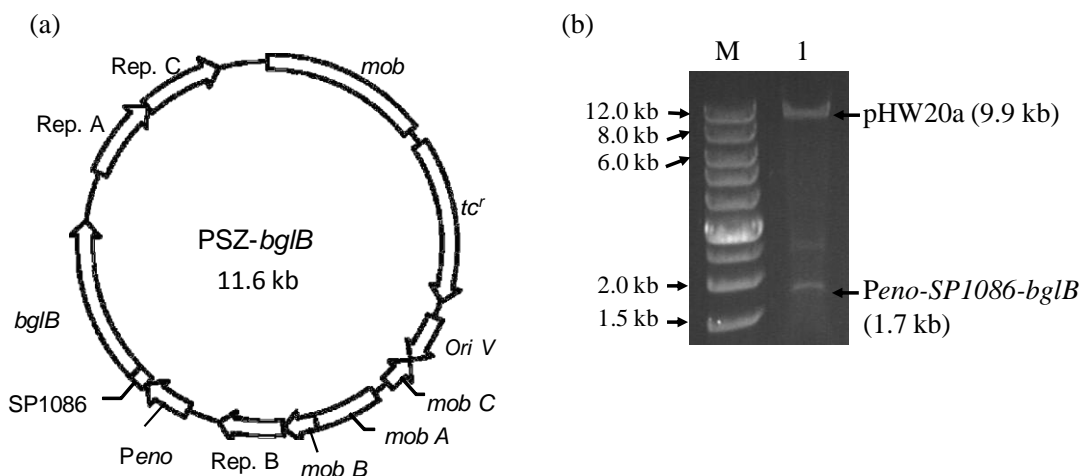 (a)
Rep. C
mob
Rep. A
tcʳ
PSZ-bglB
11.6 kb
bglB
Ori V
SP1086
mob C
Peno
mob A
Rep. B
mob B
(b)
M 1
12.0 kb
pHW20a (9.9 kb)
8.0 kb
6.0 kb
2.0 kb
Peno-SP1086-bglB
(1.7 kb)
1.5 kb